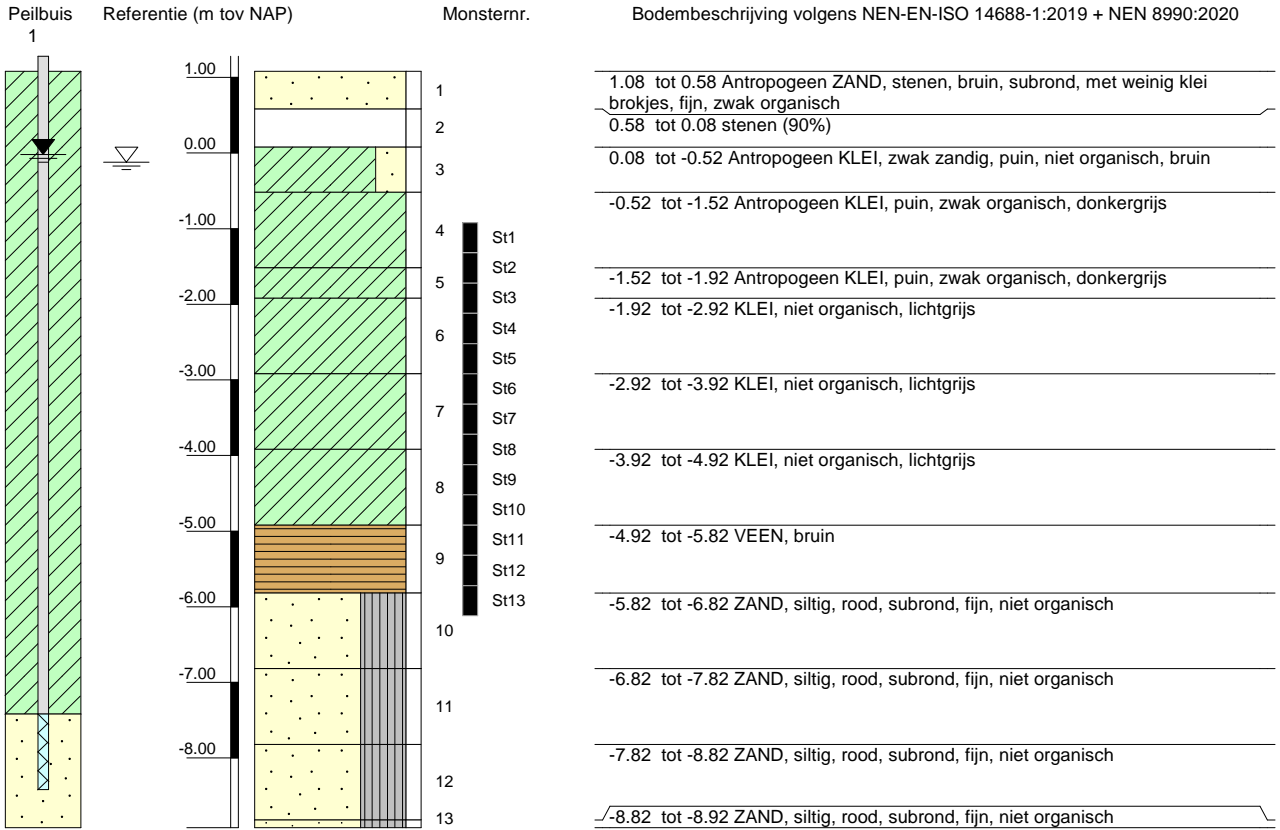 Peilbuis Referentie (m tov NAP) Monsternr. Bodembeschrijving volgens NEN-EN-ISO 14688-1:2019 + NEN 8990:2020
1
1.00
0.00
-1.00
-2.00
-3.00
-4.00
-5.00
-6.00
-7.00
-8.00
1
2
3
4
5
6
7
8
9
10
11
12
13
St1
St2
St3
St4
St5
St6
St7
St8
St9
St10
St11
St12
St13
1.08 tot 0.58 Antropogeen ZAND, stenen, bruin, subrond, met weinig klei
brokjes, fijn, zwak organisch
0.58 tot 0.08 stenen (90%)
0.08 tot -0.52 Antropogeen KLEI, zwak zandig, puin, niet organisch, bruin
-0.52 tot -1.52 Antropogeen KLEI, puin, zwak organisch, donkergrijs
-1.52 tot -1.92 Antropogeen KLEI, puin, zwak organisch, donkergrijs
-1.92 tot -2.92 KLEI, niet organisch, lichtgrijs
-2.92 tot -3.92 KLEI, niet organisch, lichtgrijs
-3.92 tot -4.92 KLEI, niet organisch, lichtgrijs
-4.92 tot -5.82 VEEN, bruin
-5.82 tot -6.82 ZAND, siltig, rood, subrond, fijn, niet organisch
-6.82 tot -7.82 ZAND, siltig, rood, subrond, fijn, niet organisch
-7.82 tot -8.82 ZAND, siltig, rood, subrond, fijn, niet organisch
-8.82 tot -8.92 ZAND, siltig, rood, subrond, fijn, niet organisch